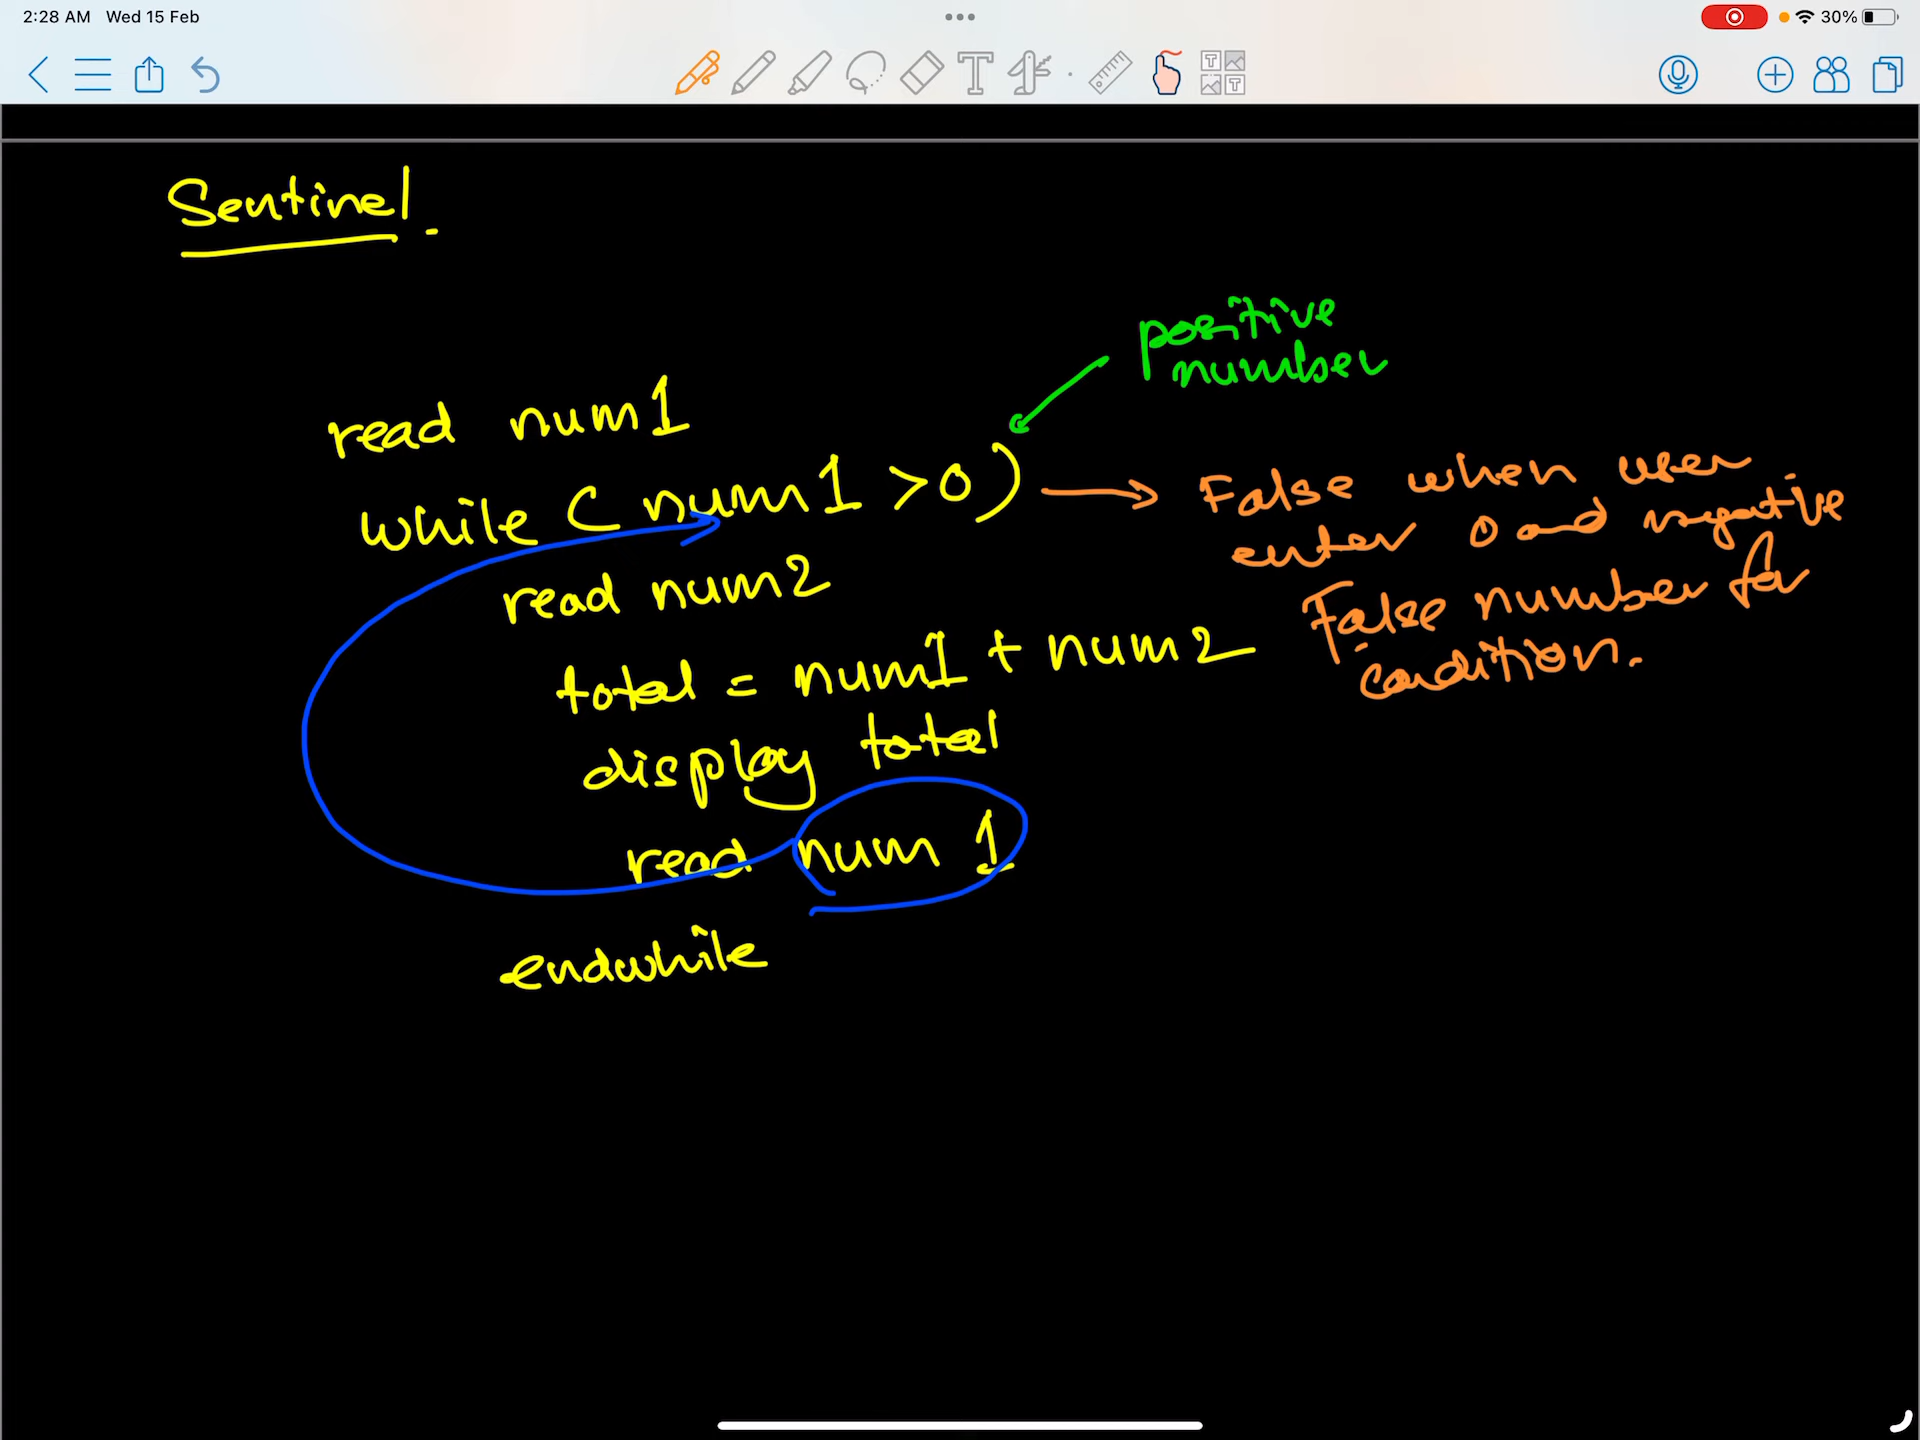 2:28 AM Wed 15 Feb
30%
Sentinel.
positive
number
read num1
while ( num1 >0)
False when user
enter 0 and negative
False number for
condition.
read num2
total = num1 + num2
display total
read num 1
endwhile